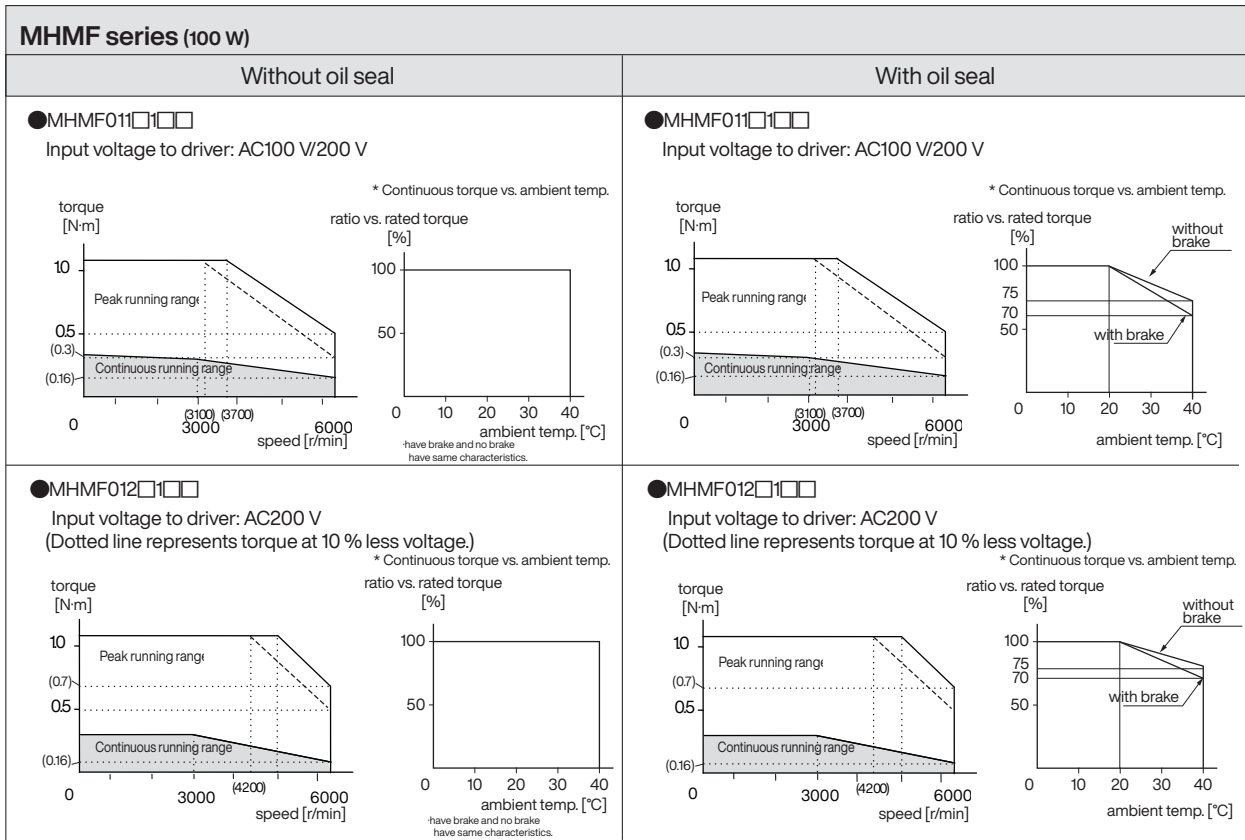 MHMF series (100 W)
Without oil seal
With oil seal
●MHMF011□1□□
Input voltage to driver: AC100 V/200 V
* Continuous torque vs. ambient temp.
torque
[N·m]
ratio vs. rated torque
[%]
1.0
Peak running range
0.5
(0.3)
Continuous running range
(0.16)
0
(3100)
(3700)
3000
6000
speed [r/min]
100
50
0
10
20
30
40
ambient temp. [°C]
·have brake and no brake
have same characteristics.
●MHMF011□1□□
Input voltage to driver: AC100 V/200 V
* Continuous torque vs. ambient temp.
torque
[N·m]
ratio vs. rated torque
[%]
without
brake
1.0
Peak running range
0.5
(0.3)
Continuous running range
(0.16)
0
(3100)
(3700)
3000
6000
speed [r/min]
100
75
70
50
with brake
0
10
20
30
40
ambient temp. [°C]
●MHMF012□1□□
Input voltage to driver: AC200 V
(Dotted line represents torque at 10 % less voltage.)
* Continuous torque vs. ambient temp.
torque
[N·m]
ratio vs. rated torque
[%]
1.0
Peak running range
(0.7)
0.5
Continuous running range
(0.16)
0
3000
(4200)
6000
speed [r/min]
100
50
0
10
20
30
40
ambient temp. [°C]
·have brake and no brake
have same characteristics.
●MHMF012□1□□
Input voltage to driver: AC200 V
(Dotted line represents torque at 10 % less voltage.)
* Continuous torque vs. ambient temp.
torque
[N·m]
ratio vs. rated torque
[%]
without
brake
1.0
Peak running range
(0.7)
0.5
Continuous running range
(0.16)
0
3000
(4200)
6000
speed [r/min]
100
75
70
50
with brake
0
10
20
30
40
ambient temp. [°C]